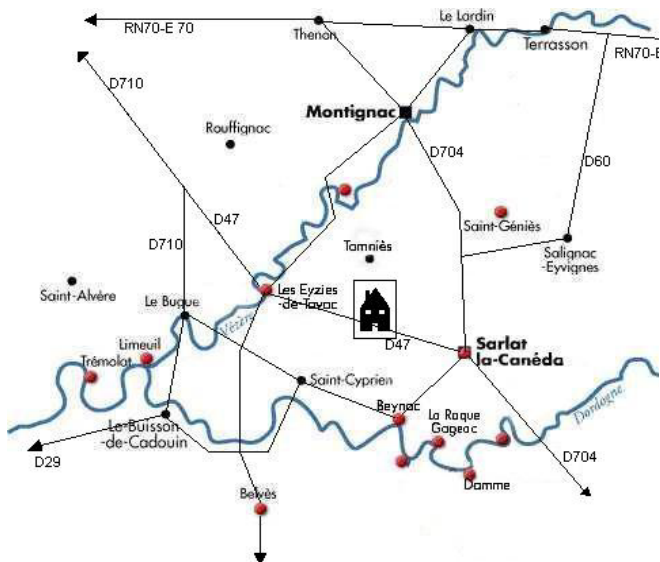 Le Lardin
RN70-E 70
Thenon
Terrasson
RN70-E
D710
Montignac
Rouffignac
D704
D60
D47
Saint-Géniès
D710
Tamniès
Salignac
-Eyvignes
Saint-Alvère
Les Eyzies
-de-Tayac
Le Bugue
Vézère
Limeuil
D47
Sarlat
la-Canéda
Trémolat
Saint-Cyprien
Beynac
La Roque
Gageac
Dordogne
Le-Buisson
-de-Cadouin
D29
D704
Damme
Belvès